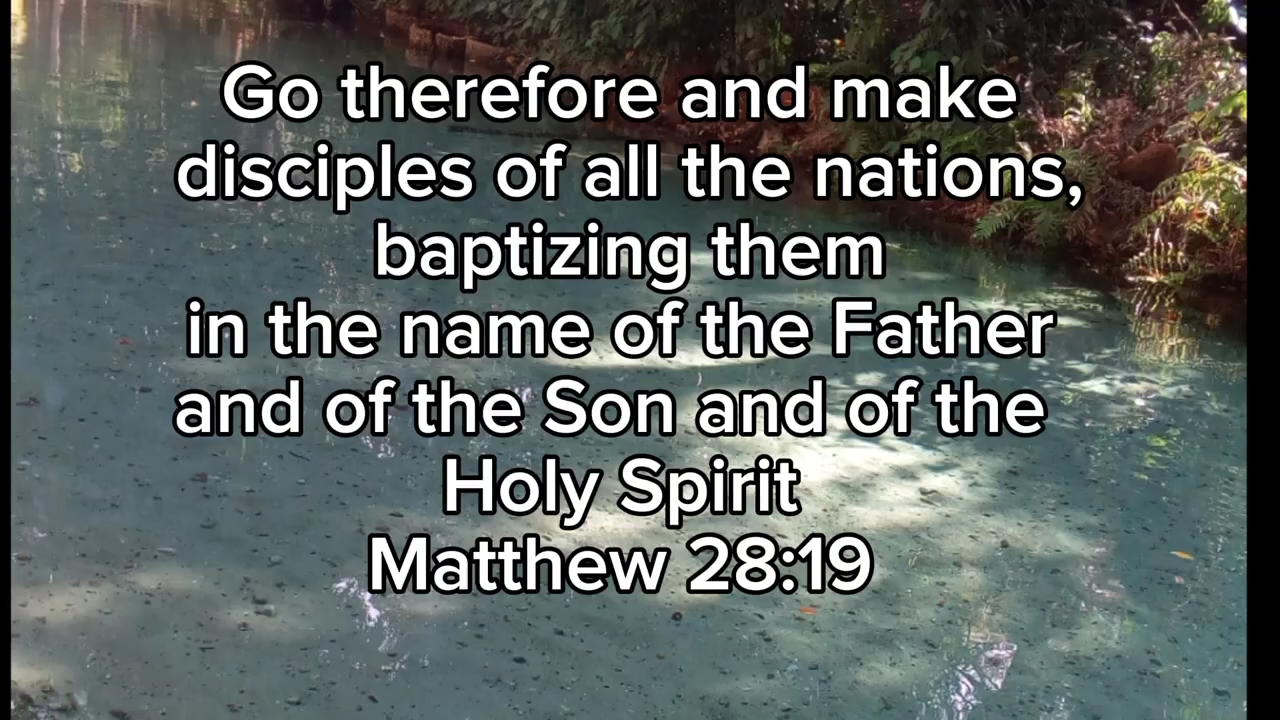 Go therefore and make
disciples of all the nations,
baptizing them
in the name of the Father
and of the Son and of the
Holy Spirit
Matthew 28:19